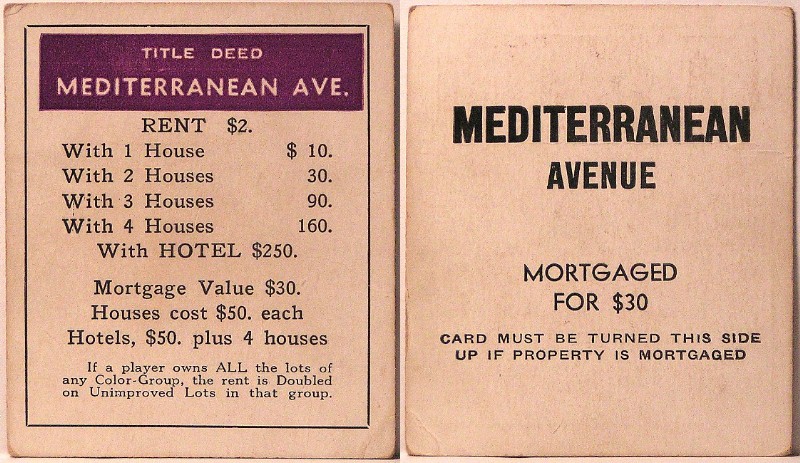 TITLE DEED
MEDITERRANEAN AVE.
RENT $2.
With 1 House $ 10.
With 2 Houses 30.
With 3 Houses 90.
With 4 Houses 160.
With HOTEL $250.
Mortgage Value $30.
Houses cost $50. each
Hotels, $50. plus 4 houses
If a player owns ALL the lots of
any Color-Group, the rent is Doubled
on Unimproved Lots in that group.
MEDITERRANEAN
AVENUE
MORTGAGED
FOR $30
CARD MUST BE TURNED THIS SIDE
UP IF PROPERTY IS MORTGAGED